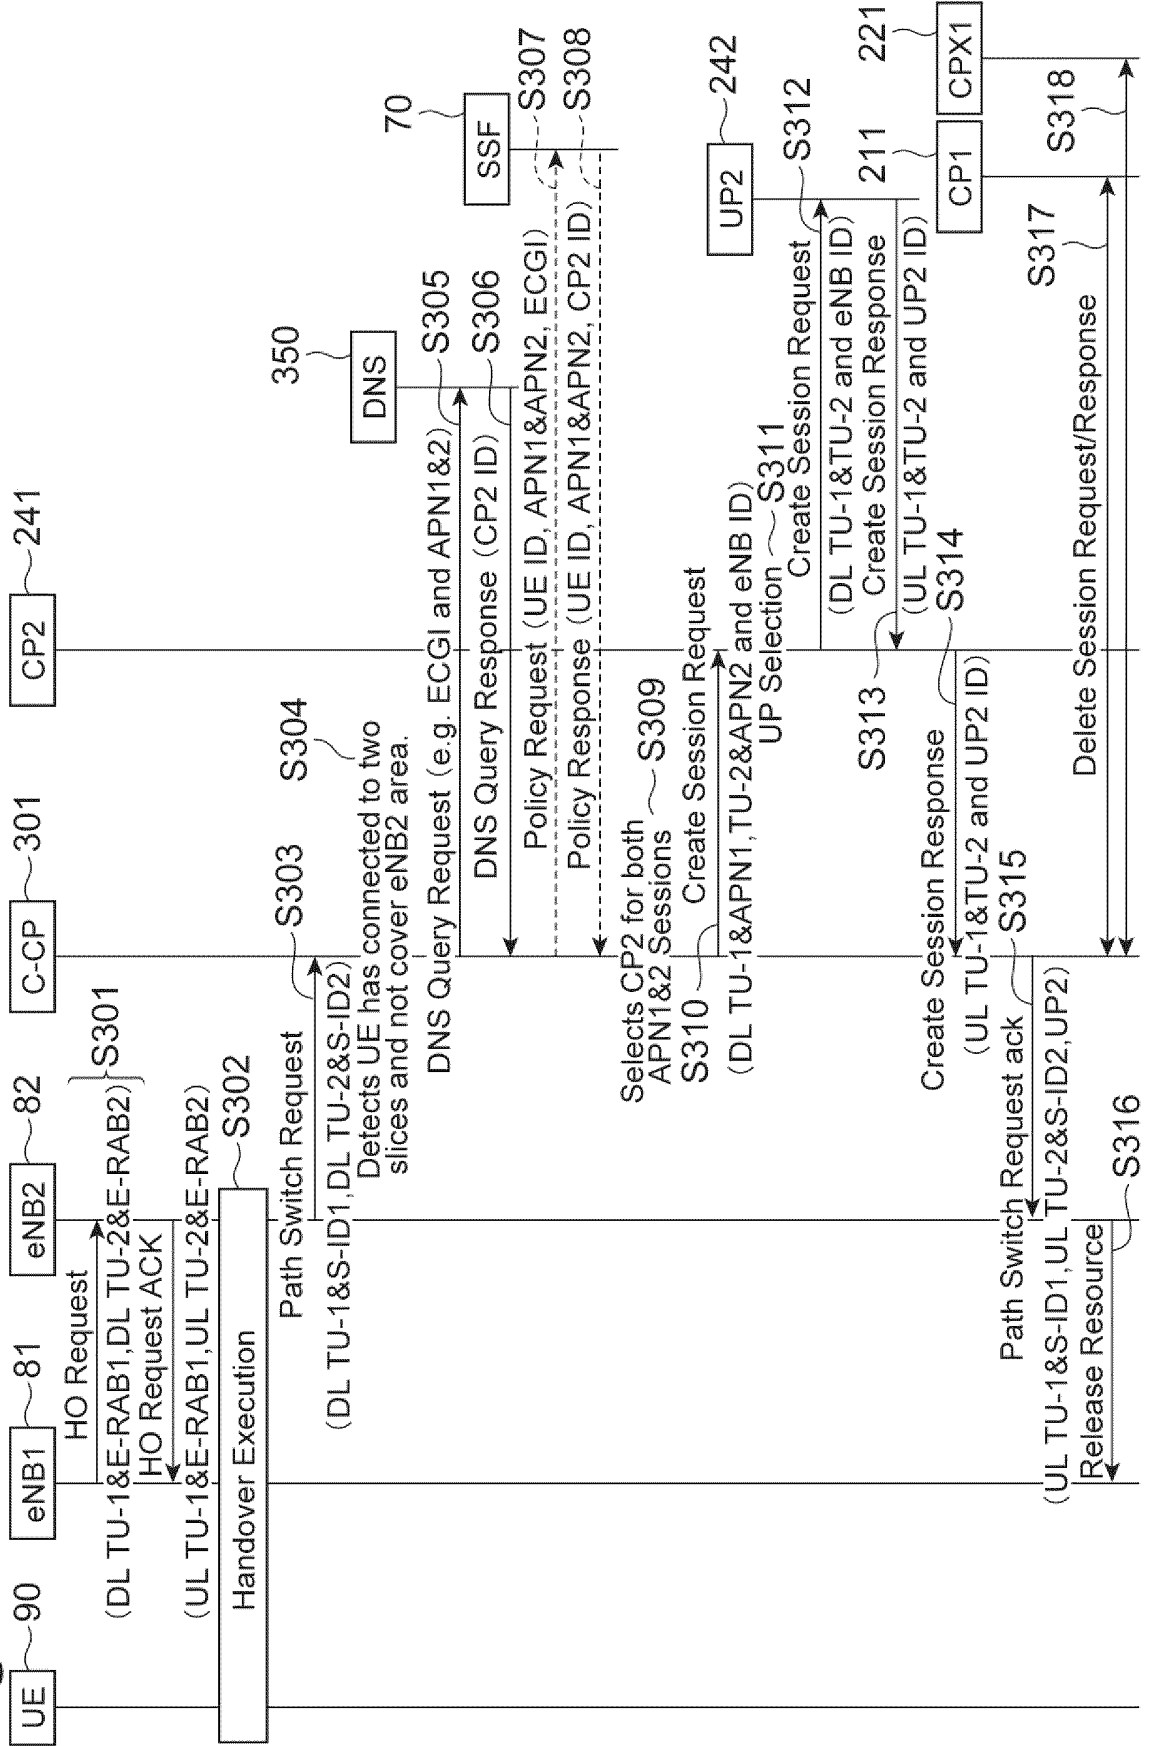 UE
90
eNB1
81
eNB2
82
C-CP
301
CP2
241
HO Request
(DL TU-1&E-RAB1,DL TU-2&E-RAB2)
HO Request ACK
(UL TU-1&E-RAB1,UL TU-2&E-RAB2)
S301
Handover Execution
S302
Path Switch Request
S303
(DL TU-1&S-ID1,DL TU-2&S-ID2)
S304
Detects UE has connected to two
slices and not cover eNB2 area.
DNS
350
DNS Query Request (e.g. ECGI and APN1&2)
S305
DNS Query Response (CP2 ID)
S306
SSF
70
Policy Request (UE ID, APN1&APN2, ECGI)
S307
Policy Response (UE ID, APN1&APN2, CP2 ID)
S308
Selects CP2 for both
APN1&2 Sessions
S309
S310
Create Session Request
(DL TU-1&APN1,TU-2&APN2 and eNB ID)
UP Selection
S311
UP2
242
Create Session Request
S312
(DL TU-1&TU-2 and eNB ID)
Create Session Response
(UL TU-1&TU-2 and UP2 ID)
S313
Create Session Response
S314
(UL TU-1&TU-2 and UP2 ID)
Path Switch Request ack
S315
(UL TU-1&S-ID1,UL TU-2&S-ID2,UP2)
Release Resource
S316
CP1
211
CPX1
221
Delete Session Request/Response
S317
S318